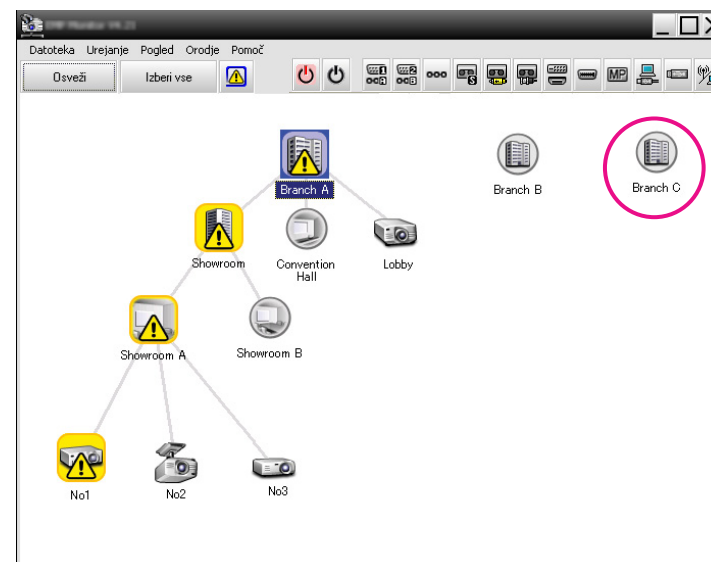 Datoteka Urejanje Pogled Orodje Pomoč
Osveži Izberi vse
MP
Branch A
Branch B
Branch C
Showroom
Convention
Hall
Lobby
Showroom A
Showroom B
No1
No2
No3